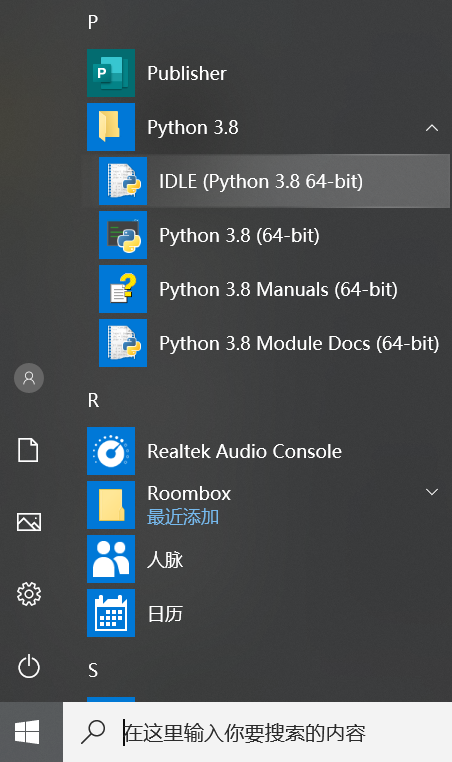 P
Publisher
Python 3.8
IDLE (Python 3.8 64-bit)
Python 3.8 (64-bit)
Python 3.8 Manuals (64-bit)
Python 3.8 Module Docs (64-bit)
R
Realtek Audio Console
Roombox
最近添加
人脉
日历
S
在这里输入你要搜索的内容